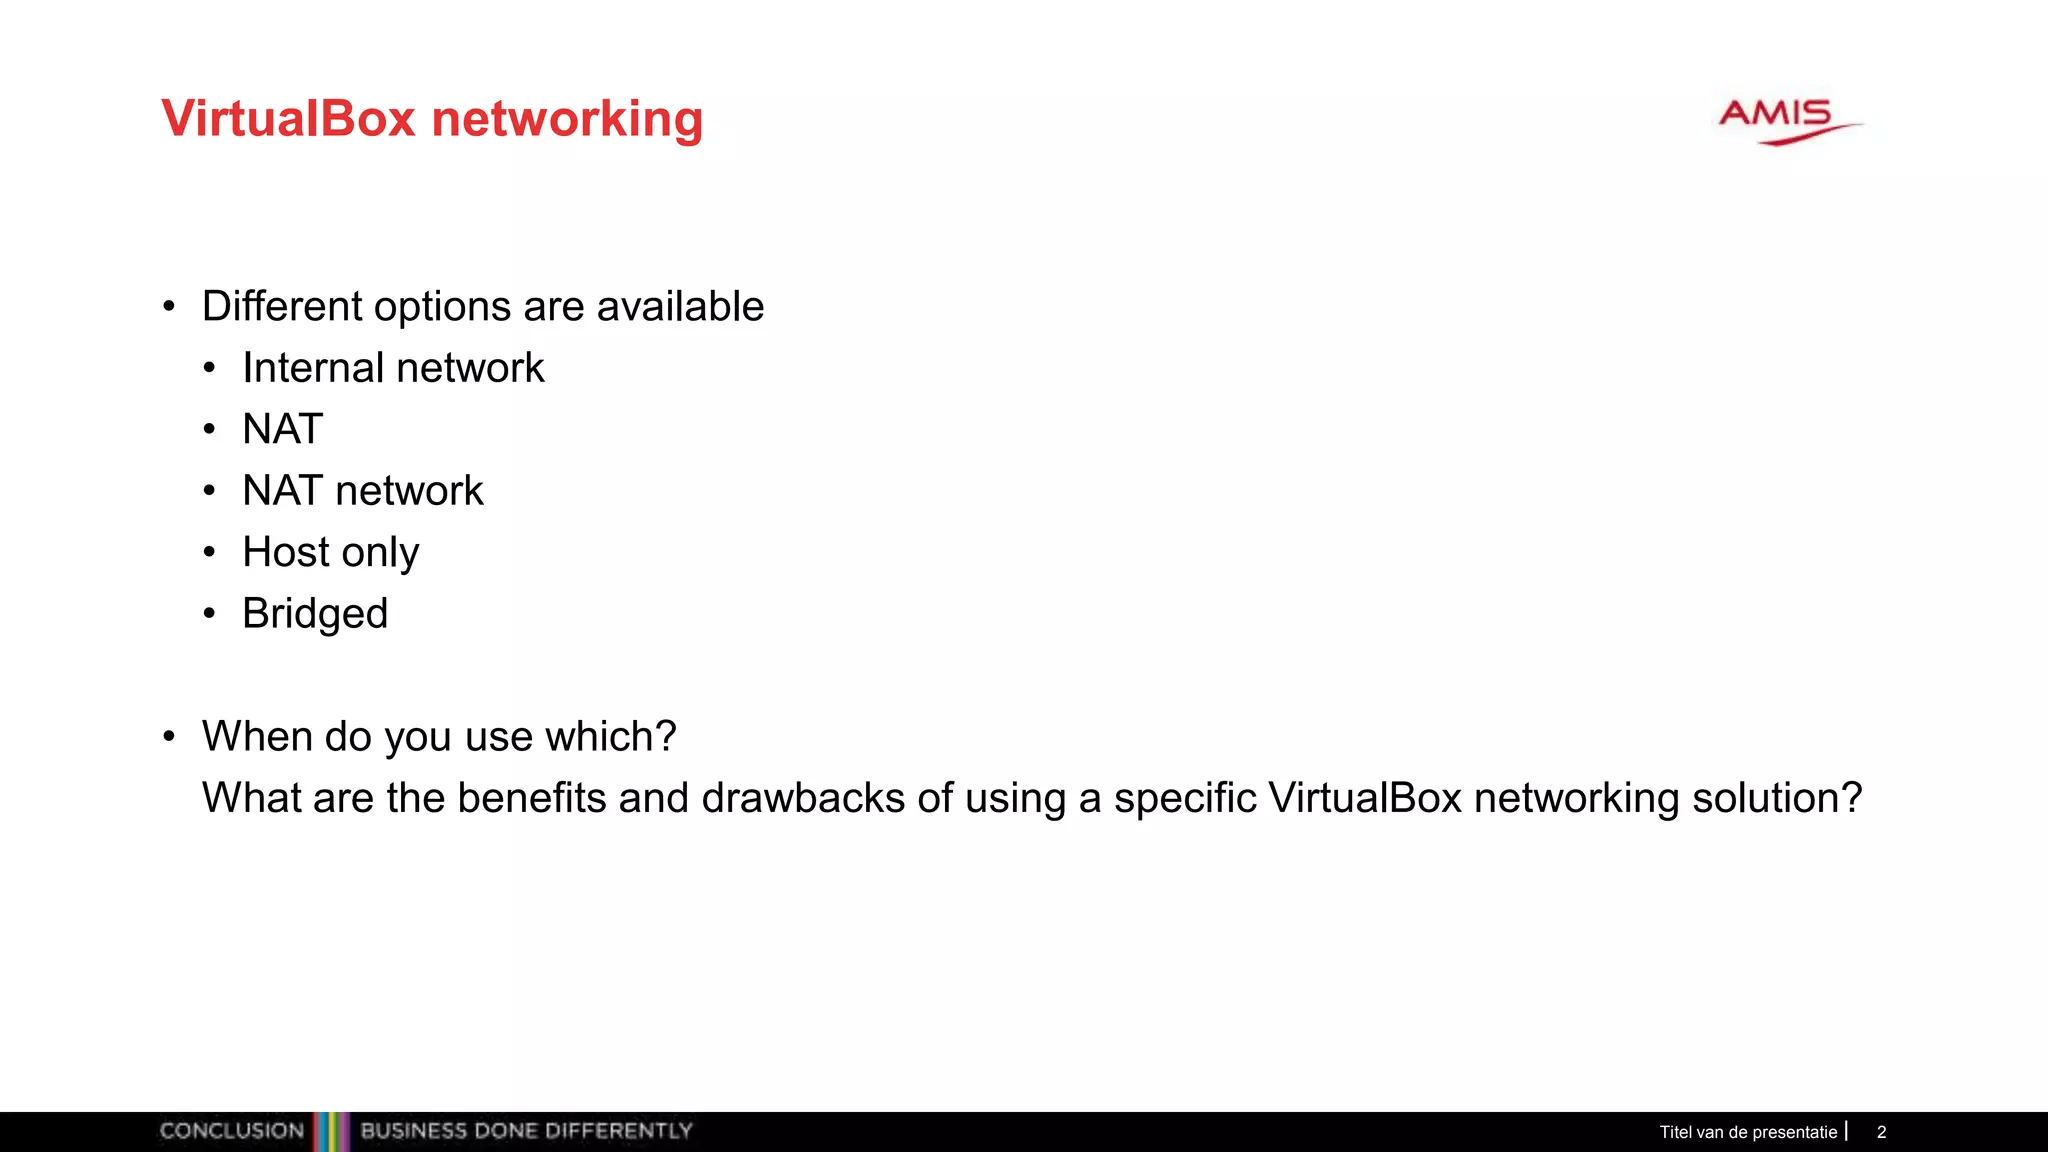 VirtualBox networking
AMIS
• Different options are available
• Internal network
• NAT
• NAT network
• Host only
• Bridged
• When do you use which?
What are the benefits and drawbacks of using a specific VirtualBox networking solution?
CONCLUSION BUSINESS DONE DIFFERENTLY
Titel van de presentatie | 2